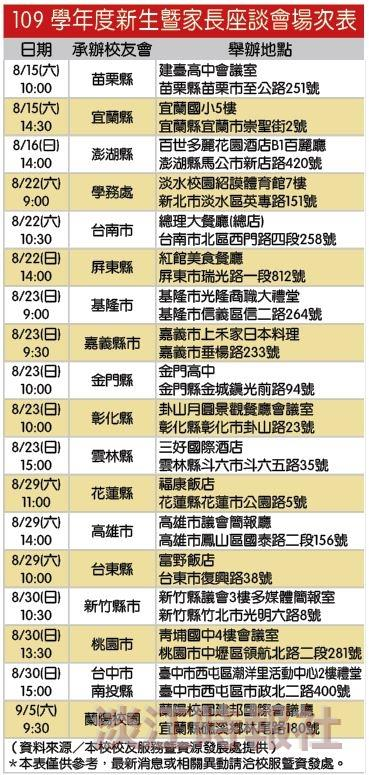 109 學年度新生暨家長座談會場次表
日期 承辦校友會 舉辦地點
8/15(六) 10:00 苗栗縣 建臺高中會議室
苗栗縣苗栗市至公路251號
8/15(六) 14:30 宜蘭縣 宜蘭國小5樓
宜蘭縣宜蘭市崇聖街2號
8/16(日) 14:00 澎湖縣 百世多麗花園酒店B1百麗廳
澎湖縣馬公市新店路420號
8/22(六) 9:00 學務處 淡水校園紹謨體育館7樓
新北市淡水區英專路151號
8/22(六) 10:30 台南市 總理大餐廳(總店)
台南市北區西門路四段258號
8/22(日) 14:00 屏東縣 紅館美食餐廳
屏東市瑞光路一段812號
8/23(日) 9:00 基隆市 基隆市光隆商職大禮堂
基隆市信義區信二路264號
8/23(日) 9:30 嘉義縣市 嘉義市上禾家日本料理
嘉義市垂楊路233號
8/23(日) 10:00 金門縣 金門高中
金門縣金城鎮光前路94號
8/23(日) 10:00 彰化縣 卦山月圓景觀餐廳會議室
彰化縣彰化市卦山路23號
8/23(日) 15:00 雲林縣 三好國際酒店
雲林縣斗六市斗六五路35號
8/29(六) 11:00 花蓮縣 福康飯店
花蓮縣花蓮市公園路5號
8/29(六) 14:00 高雄市 高雄市議會簡報廳
高雄市鳳山區國泰路二段156號
8/29(六) 10:00 台東縣 富野飯店
台東市復興路38號
8/30(日) 10:30 新竹縣市 新竹縣議會3樓多媒體簡報室
新竹縣竹北市光明六路8號
8/30(日) 13:30 桃園市 青埔國中4樓會議室
桃園市中壢區領航北路二段281號
8/30(日) 15:00 台中市 南投縣 臺中市西屯區潮洋里活動中心2樓禮堂
臺中市西屯區市政北二路400號
9/5(六) 9:30 蘭陽校園 蘭陽校園建邦國際會議廳
宜蘭縣礁溪鄉林尾路180號
（資料來源／本校校友服務暨資源發展處提供）
*本表僅供參考，最新消息或相關異動請洽校服暨資發處。